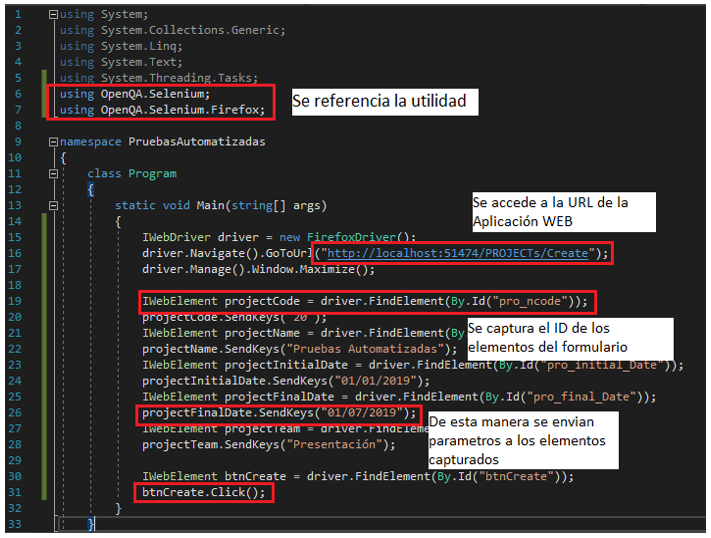 1 using System;
2 using System.Collections.Generic;
3 using System.Linq;
4 using System.Text;
5 using System.Threading.Tasks;
6 using OpenQA.Selenium;
7 using OpenQA.Selenium.Firefox;
Se referencia la utilidad
8
9 namespace PruebasAutomatizadas
10 {
11 class Program
12 {
13 static void Main(string[] args)
Se accede a la URL de la
Aplicación WEB
14 {
15 IWebDriver driver = new FirefoxDriver();
16 driver.Navigate().GoToUrl("http://localhost:51474/PROJECTs/Create");
17 driver.Manage().Window.Maximize();
18
19 IWebElement projectCode = driver.FindElement(By.Id("pro_ncode"));
20 projectCode.SendKeys("20");
Se captura el ID de los
elementos del formulario
21 IWebElement projectName = driver.FindElement(By
22 projectName.SendKeys("Pruebas Automatizadas");
23 IWebElement projectInitialDate = driver.FindElement(By.Id("pro_initial_Date"));
24 projectInitialDate.SendKeys("01/01/2019");
25 IWebElement projectFinalDate = driver.FindElement(By.Id("pro_final_Date"));
26 projectFinalDate.SendKeys("01/07/2019");
De esta manera se envian
parametros a los elementos
capturados
27 IWebElement projectTeam = driver.FindEleme
28 projectTeam.SendKeys("Presentación");
29
30 IWebElement btnCreate = driver.FindElement(By.Id("btnCreate"));
31 btnCreate.Click();
32 }
33 }